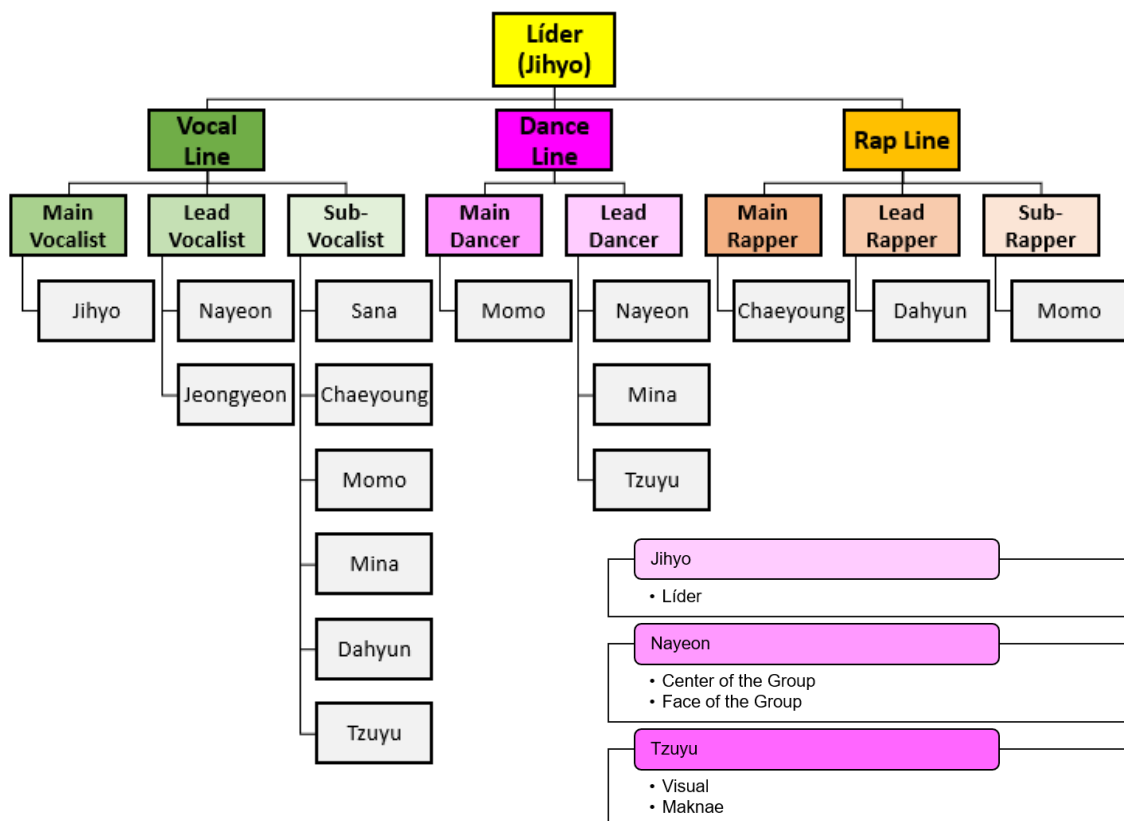 Líder
(Jihyo)
Vocal
Line
Dance
Line
Rap Line
Main
Vocalist
Lead
Vocalist
Sub-
Vocalist
Main
Dancer
Lead
Dancer
Main
Rapper
Lead
Rapper
Sub-
Rapper
Jihyo
Nayeon
Sana
Momo
Nayeon
Chaeyoung
Dahyun
Momo
Jeongyeon
Chaeyoung
Mina
Momo
Tzuyu
Mina
Dahyun
Tzuyu
Jihyo
• Líder
Nayeon
• Center of the Group
• Face of the Group
Tzuyu
• Visual
• Maknae